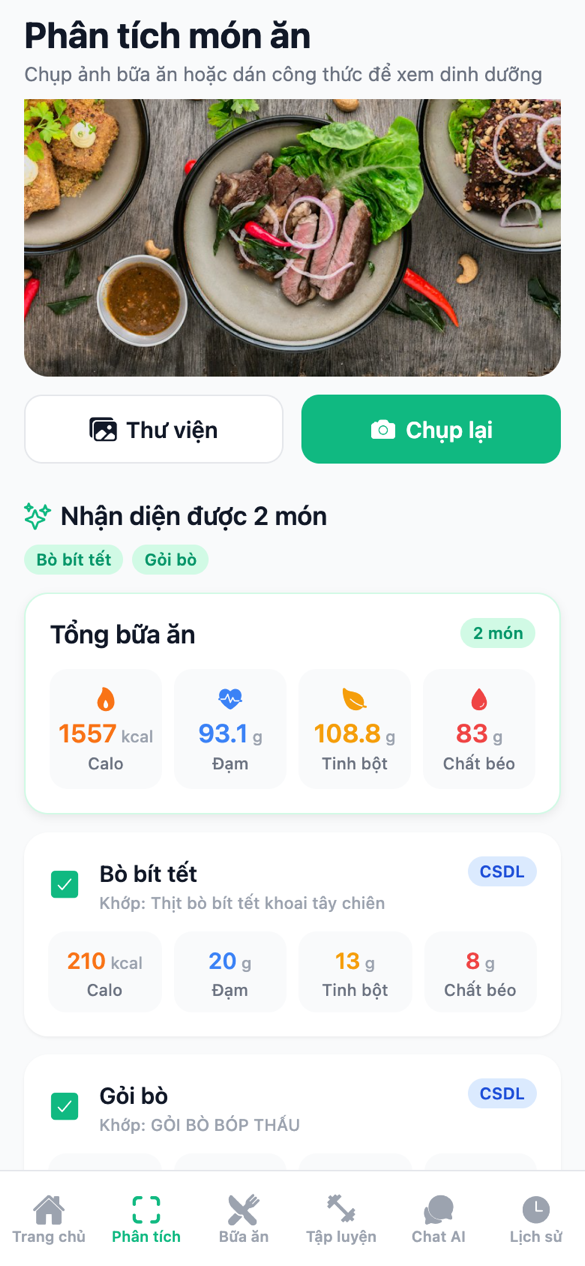 Phân tích món ăn
Chụp ảnh bữa ăn hoặc dán công thức để xem dinh dưỡng
Thư viện
Chụp lại
Nhận diện được 2 món
Bò bít tết
Gỏi bò
Tổng bữa ăn
2 món
1557 kcal
Calo
93.1 g
Đạm
108.8 g
Tinh bột
83 g
Chất béo
Bò bít tết
CSDL
Khớp: Thịt bò bít tết khoai tây chiên
210 kcal
Calo
20 g
Đạm
13 g
Tinh bột
8 g
Chất béo
Gỏi bò
CSDL
Khớp: GỎI BÒ BÓP THẤU
Trang chủ
Phân tích
Bữa ăn
Tập luyện
Chat AI
Lịch sử